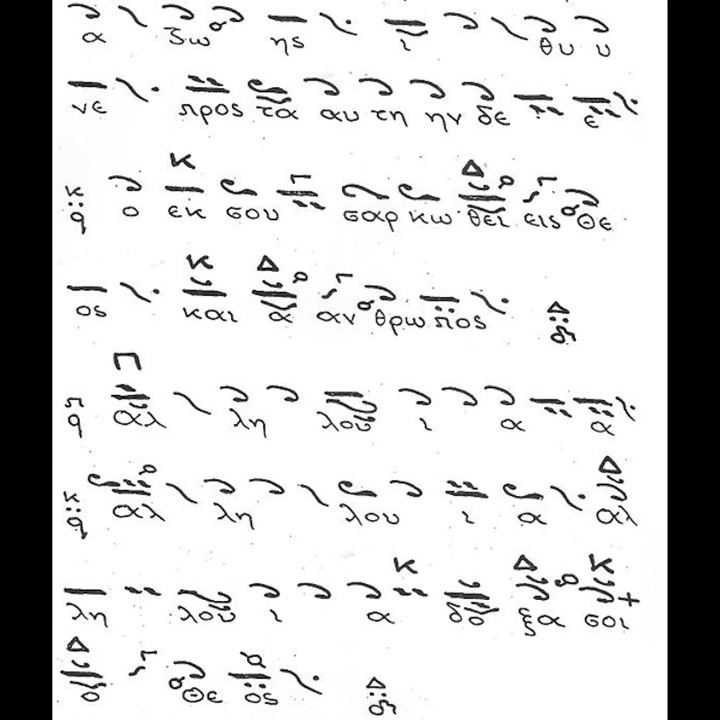 α ζω ης ι θυ υ
νε προς τα αυ τη ην δε ε
ο εκ σου σαρ κω θει εις Θε
ος και α αν θρω πος
αλ λη λου ι α α
αλ λη λου ι α αλ
λη λου ι α δο ξα σοι
ο Θε ος